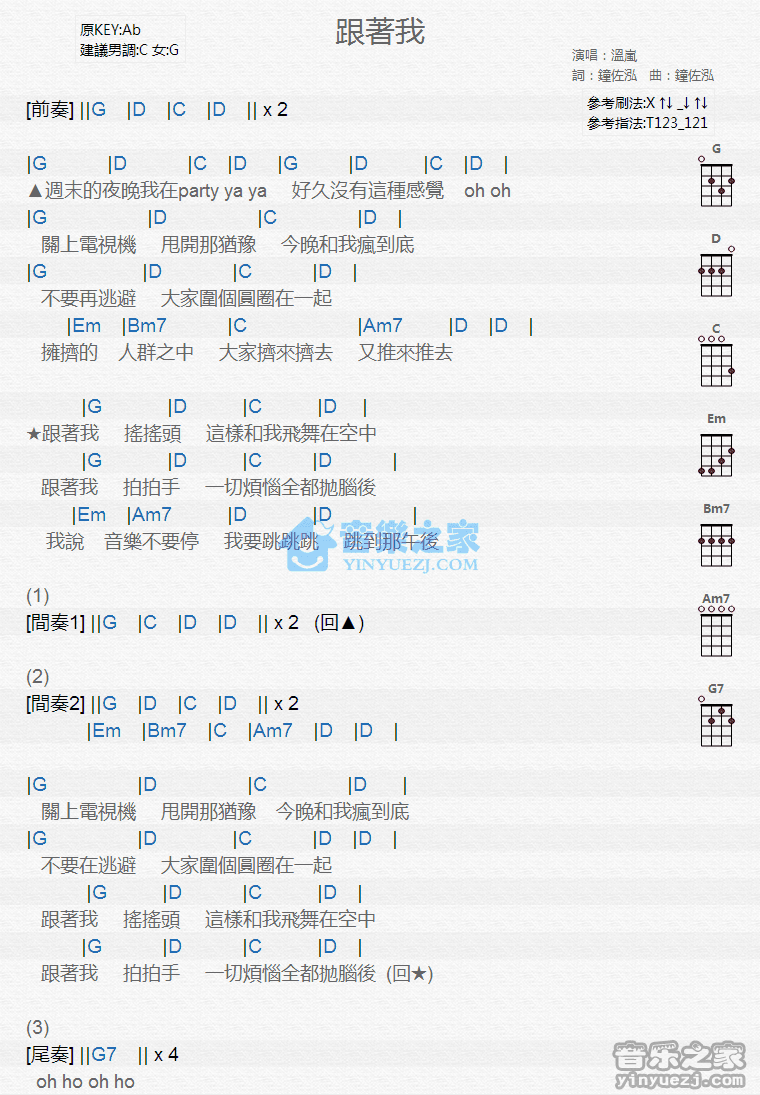 原KEY:Ab
建議男調:C 女:G
跟著我
演唱：溫嵐
詞：鐘佐泓 曲：鐘佐泓
參考刷法:X ↑↓ _↓ ↑↓
參考指法:T123_121
[前奏] ||G |D |C |D || x 2
|G |D |C |D |G |D |C |D |
▲週末的夜晚我在party ya ya 好久沒有這種感覺 oh oh
|G |D |C |D |
關上電視機 甩開那猶豫 今晚和我瘋到底
|G |D |C |D |
不要再逃避 大家圍個圓圈在一起
|Em |Bm7 |C |Am7 |D |D |
擁擠的 人群之中 大家擠來擠去 又推來推去
|G |D |C |D |
★跟著我 搖搖頭 這樣和我飛舞在空中
|G |D |C |D |
跟著我 拍拍手 一切煩惱全都拋腦後
|Em |Am7 |D |D |
我說 音樂不要停 我要跳跳跳 跳到那午後
音樂之家
YINYUEZJ.COM
(1)
[間奏1] ||G |C |D |D || x 2 (回▲)
(2)
[間奏2] ||G |D |C |D || x 2
|Em |Bm7 |C |Am7 |D |D |
|G |D |C |D |
關上電視機 甩開那猶豫 今晚和我瘋到底
|G |D |C |D |D |
不要在逃避 大家圍個圓圈在一起
|G |D |C |D |
跟著我 搖搖頭 這樣和我飛舞在空中
|G |D |C |D |
跟著我 拍拍手 一切煩惱全都拋腦後 (回★)
(3)
[尾奏] ||G7 || x 4
oh ho oh ho
G
D
C
Em
Bm7
Am7
G7
音乐之家
yinyuezj.com